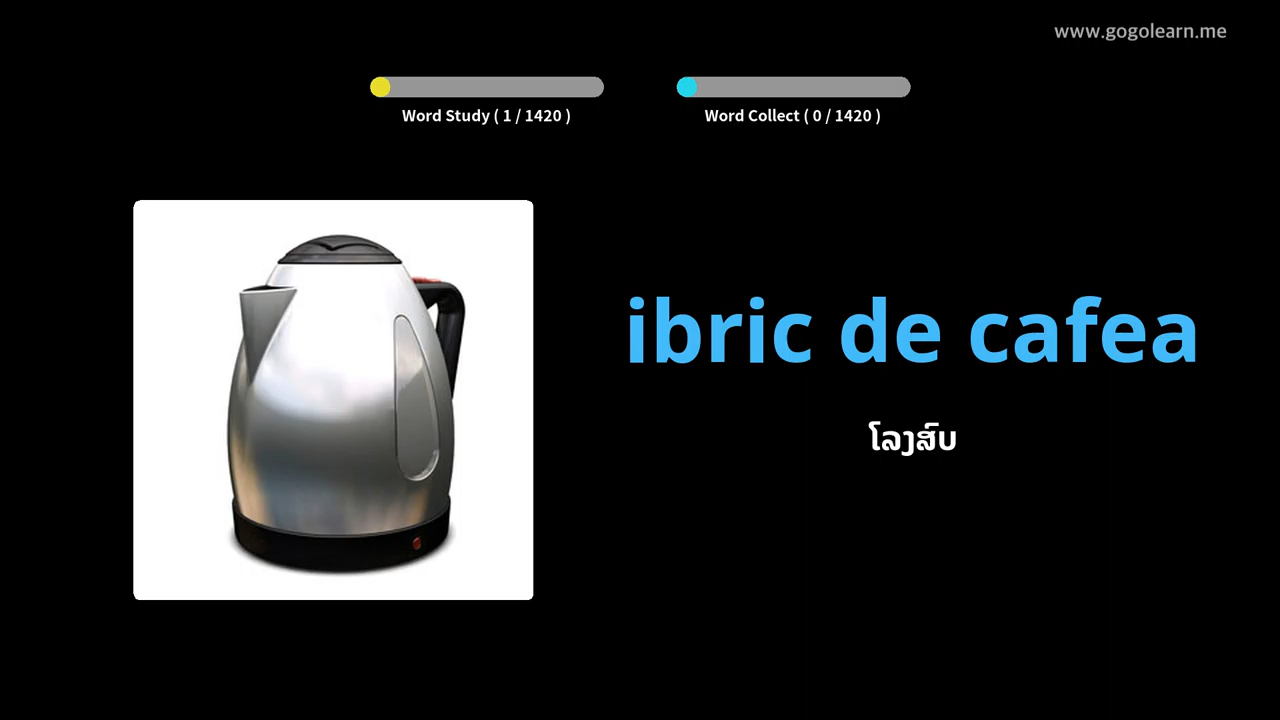 www.gogolearn.me
Word Study ( 1 / 1420 )
Word Collect ( 0 / 1420 )
ibric de cafea
ໂລງສົບ